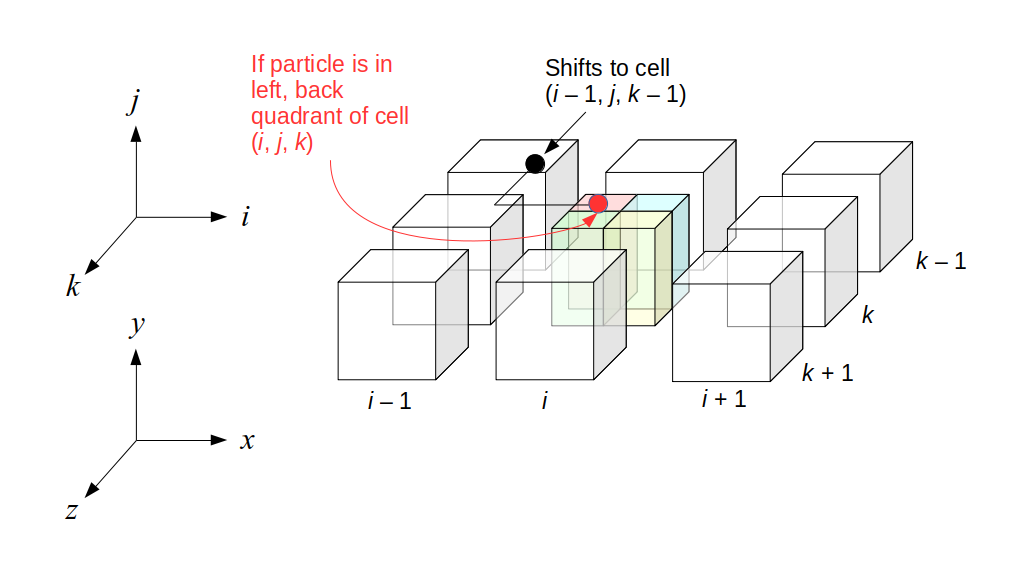 If particle is in
left, back
quadrant of cell
(i, j, k)
Shifts to cell
(i – 1, j, k – 1)
j
i
k
y
x
z
k – 1
k
k + 1
i – 1
i
i + 1